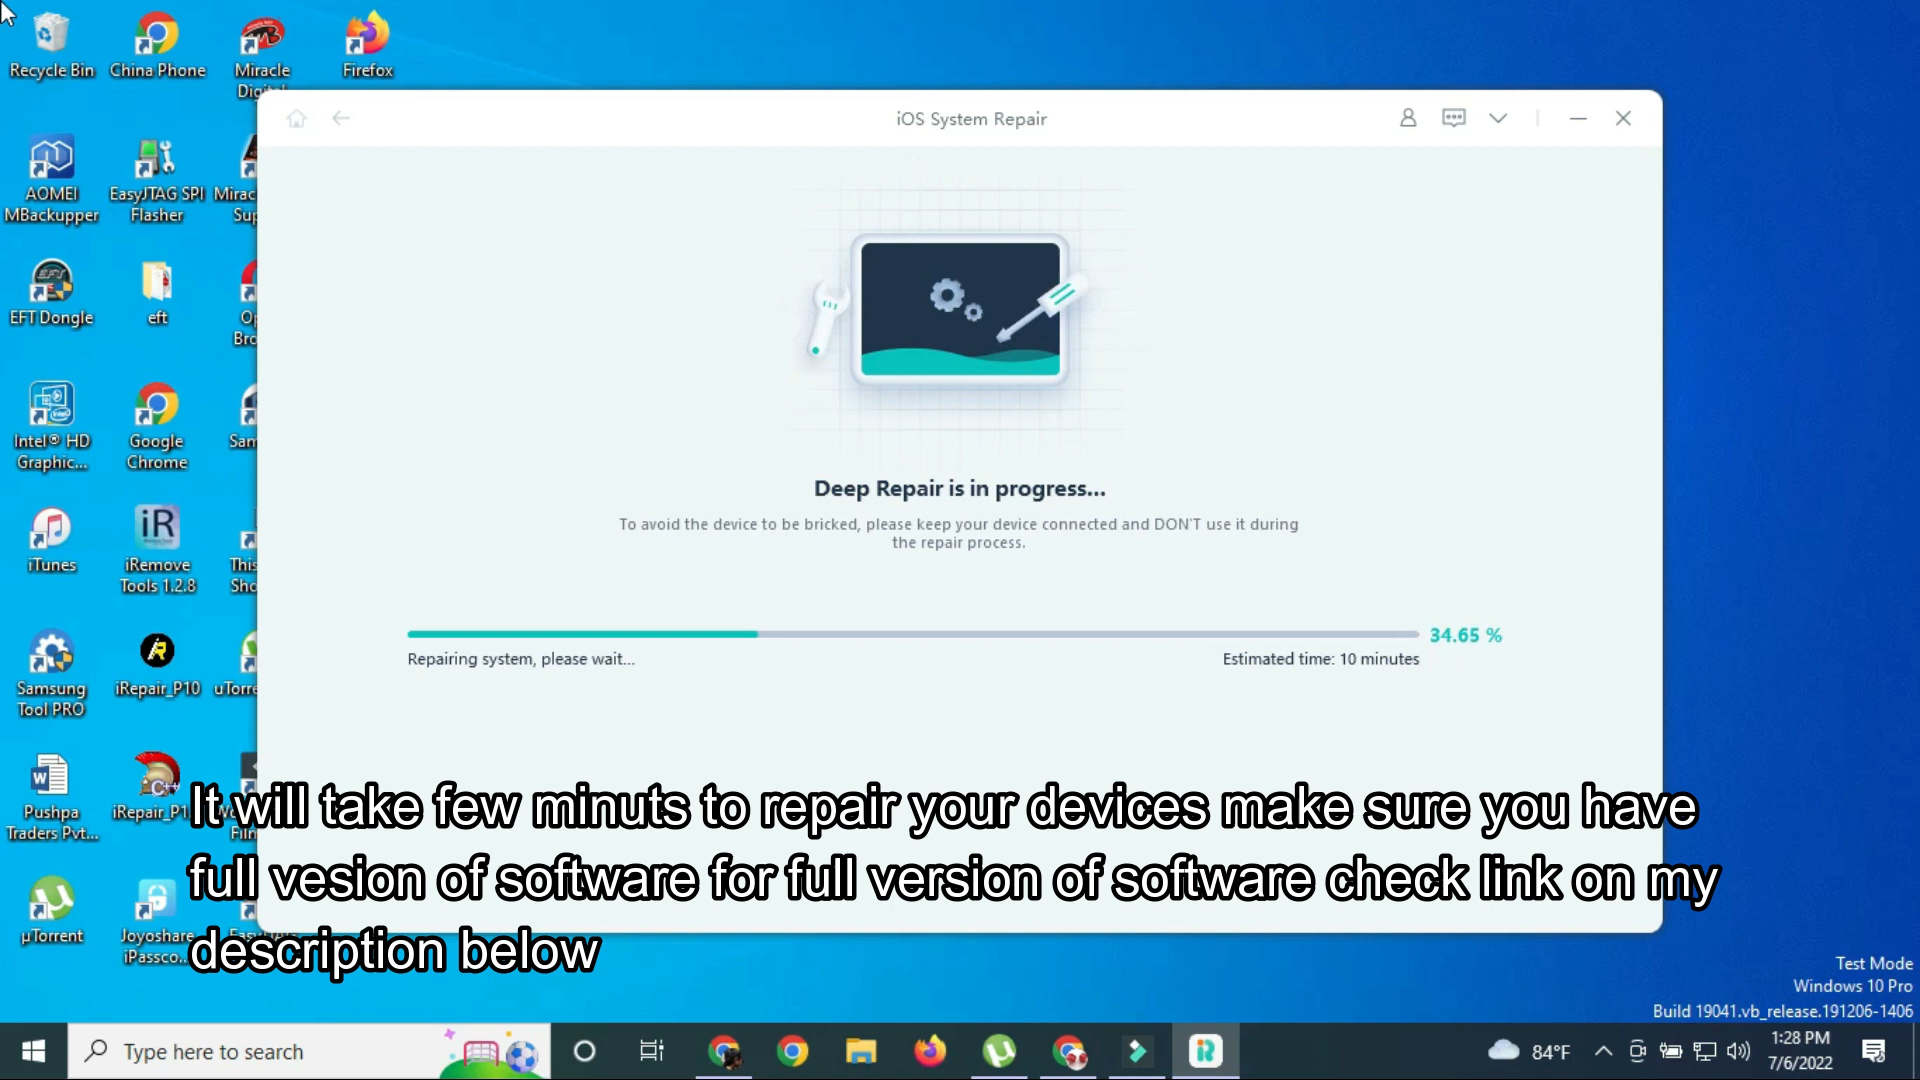 Recycle Bin
China Phone
Miracle
Firefox
iOS System Repair
AOMEI
MBackupper
EasyJTAG SPI
Flasher
EFT Dongle
eft
Intel® HD
Graphic...
Google
Chrome
iTunes
iRemove
Tools 1.2.8
Samsung
Tool PRO
iRepair_P10
Pushpa
Traders Pvt...
µTorrent
Joyoshare
iPassco...
Deep Repair is in progress...
To avoid the device to be bricked, please keep your device connected and DON'T use it during
the repair process.
34.65 %
Repairing system, please wait...
Estimated time: 10 minutes
It will take few minuts to repair your devices make sure you have
full vesion of software for full version of software check link on my
description below
Test Mode
Windows 10 Pro
Build 19041.vb_release.191206-1406
Type here to search
84°F
1:28 PM
7/6/2022